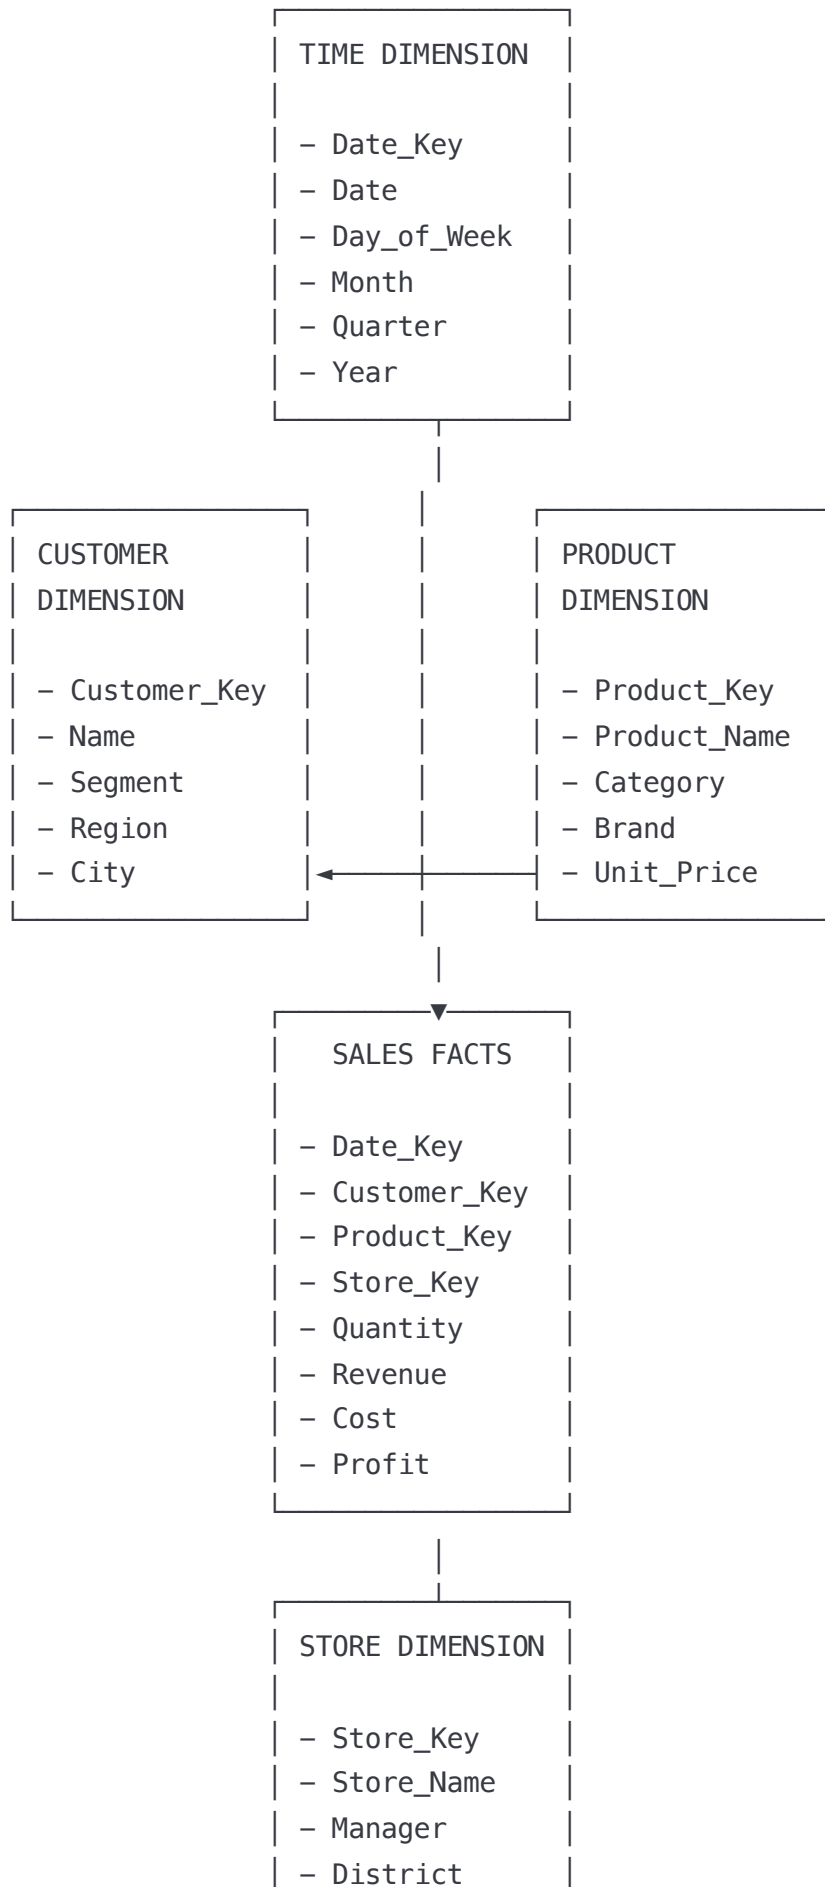 TIME DIMENSION
– Date_Key
– Date
– Day_of_Week
– Month
– Quarter
– Year
CUSTOMER
DIMENSION
– Customer_Key
– Name
– Segment
– Region
– City
PRODUCT
DIMENSION
– Product_Key
– Product_Name
– Category
– Brand
– Unit_Price
SALES FACTS
– Date_Key
– Customer_Key
– Product_Key
– Store_Key
– Quantity
– Revenue
– Cost
– Profit
STORE DIMENSION
– Store_Key
– Store_Name
– Manager
– District